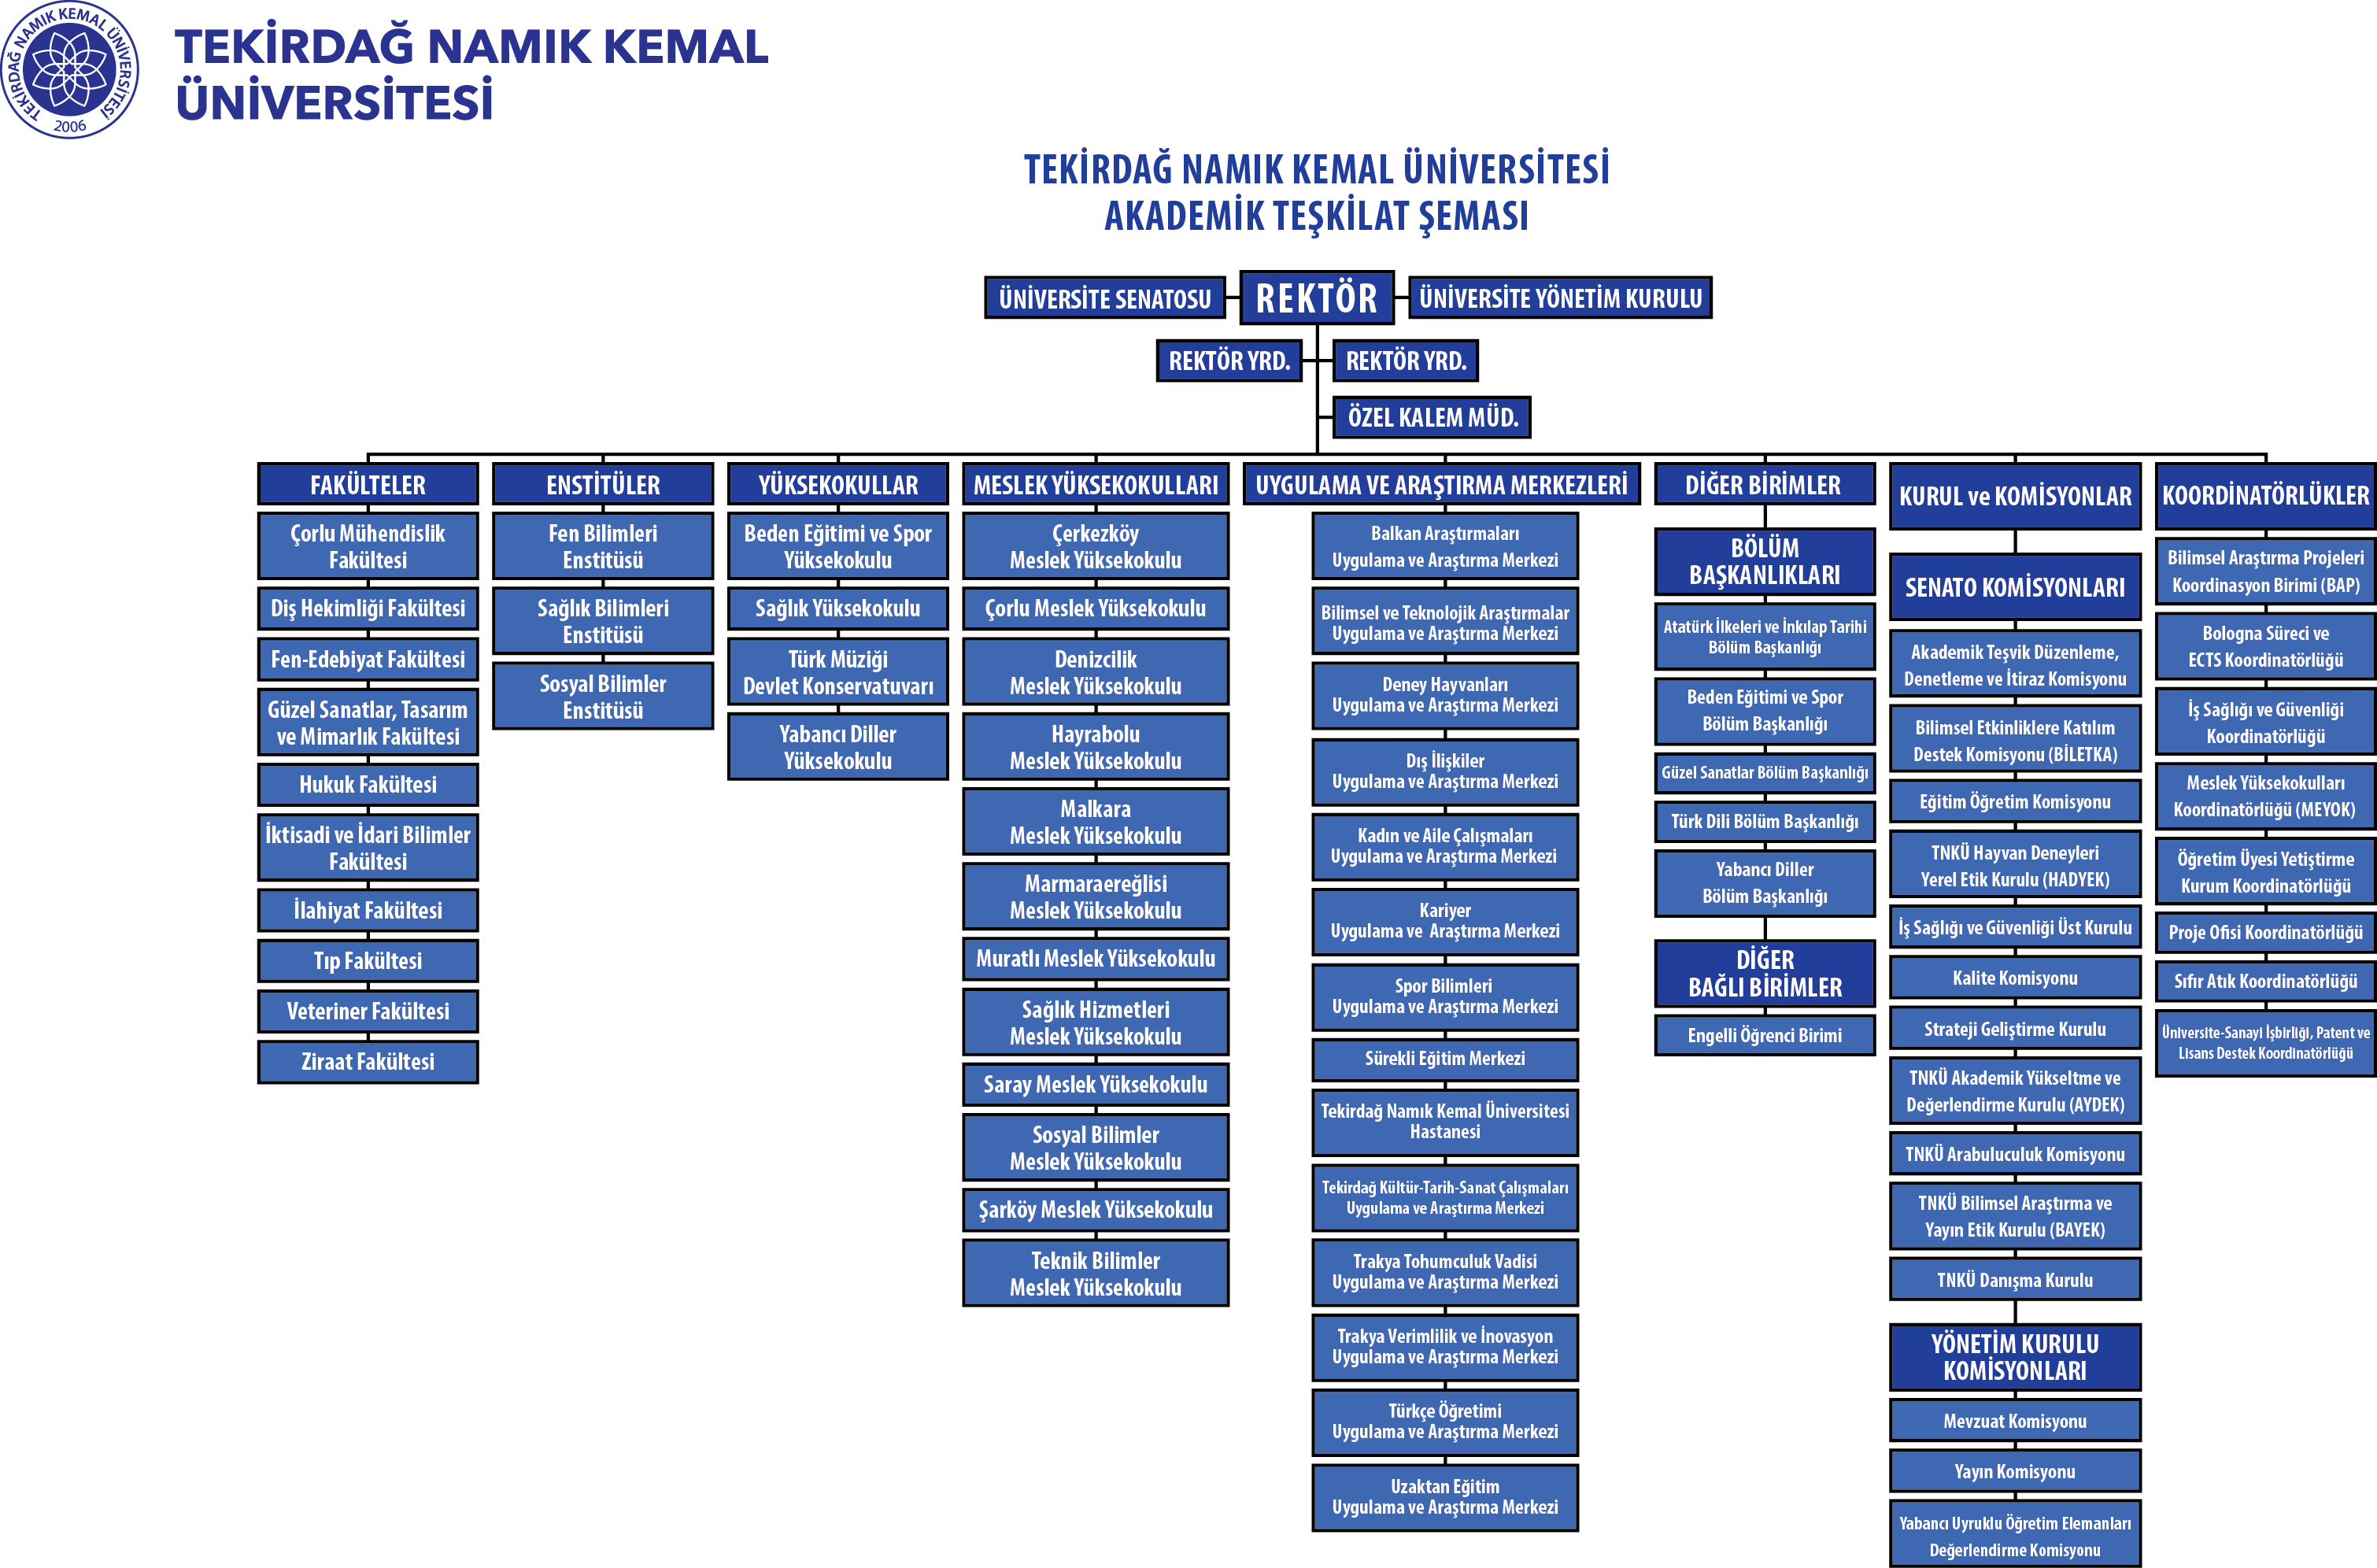 TEKİRDAĞ NAMIK KEMAL ÜNİVERSİTESİ
2006
TEKİRDAĞ NAMIK KEMAL
ÜNİVERSİTESİ
TEKİRDAĞ NAMIK KEMAL ÜNİVERSİTESİ
AKADEMİK TEŞKİLAT ŞEMASI
ÜNİVERSİTE SENATOSU
REKTÖR
ÜNİVERSİTE YÖNETİM KURULU
REKTÖR YRD.
REKTÖR YRD.
ÖZEL KALEM MÜD.
FAKÜLTELER
Çorlu Mühendislik
Fakültesi
Diş Hekimliği Fakültesi
Fen-Edebiyat Fakültesi
Güzel Sanatlar, Tasarım
ve Mimarlık Fakültesi
Hukuk Fakültesi
İktisadi ve İdari Bilimler
Fakültesi
İlahiyat Fakültesi
Tıp Fakültesi
Veteriner Fakültesi
Ziraat Fakültesi
ENSTİTÜLER
Fen Bilimleri
Enstitüsü
Sağlık Bilimleri
Enstitüsü
Sosyal Bilimler
Enstitüsü
YÜKSEKOKULLAR
Beden Eğitimi ve Spor
Yüksekokulu
Sağlık Yüksekokulu
Türk Müziği
Devlet Konservatuvarı
Yabancı Diller
Yüksekokulu
MESLEK YÜKSEKOKULLARI
Çerkezköy
Meslek Yüksekokulu
Çorlu Meslek Yüksekokulu
Denizcilik
Meslek Yüksekokulu
Hayrabolu
Meslek Yüksekokulu
Malkara
Meslek Yüksekokulu
Marmaraereğlisi
Meslek Yüksekokulu
Muratlı Meslek Yüksekokulu
Sağlık Hizmetleri
Meslek Yüksekokulu
Saray Meslek Yüksekokulu
Sosyal Bilimler
Meslek Yüksekokulu
Şarköy Meslek Yüksekokulu
Teknik Bilimler
Meslek Yüksekokulu
UYGULAMA VE ARAŞTIRMA MERKEZLERİ
Balkan Araştırmaları
Uygulama ve Araştırma Merkezi
Bilimsel ve Teknolojik Araştırmalar
Uygulama ve Araştırma Merkezi
Deney Hayvanları
Uygulama ve Araştırma Merkezi
Dış İlişkiler
Uygulama ve Araştırma Merkezi
Kadın ve Aile Çalışmaları
Uygulama ve Araştırma Merkezi
Kariyer
Uygulama ve Araştırma Merkezi
Spor Bilimleri
Uygulama ve Araştırma Merkezi
Sürekli Eğitim Merkezi
Tekirdağ Namık Kemal Üniversitesi
Hastanesi
Tekirdağ Kültür-Tarih-Sanat Çalışmaları
Uygulama ve Araştırma Merkezi
Trakya Tohumculuk Vadisi
Uygulama ve Araştırma Merkezi
Trakya Verimlilik ve İnovasyon
Uygulama ve Araştırma Merkezi
Türkçe Öğretimi
Uygulama ve Araştırma Merkezi
Uzaktan Eğitim
Uygulama ve Araştırma Merkezi
DİĞER BİRİMLER
BÖLÜM
BAŞKANLIKLARI
Atatürk İlkeleri ve İnkılap Tarihi
Bölüm Başkanlığı
Beden Eğitimi ve Spor
Bölüm Başkanlığı
Güzel Sanatlar Bölüm Başkanlığı
Türk Dili Bölüm Başkanlığı
Yabancı Diller
Bölüm Başkanlığı
DİĞER
BAĞLI BİRİMLER
Engelli Öğrenci Birimi
KURUL ve KOMİSYONLAR
SENATO KOMİSYONLARI
Akademik Teşvik Düzenleme,
Denetleme ve İtiraz Komisyonu
Bilimsel Etkinliklere Katılım
Destek Komisyonu (BİLETKA)
Eğitim Öğretim Komisyonu
TNKÜ Hayvan Deneyleri
Yerel Etik Kurulu (HADYEK)
İş Sağlığı ve Güvenliği Üst Kurulu
Kalite Komisyonu
Strateji Geliştirme Kurulu
TNKÜ Akademik Yükseltme ve
Değerlendirme Kurulu (AYDEK)
TNKÜ Arabuluculuk Komisyonu
TNKÜ Bilimsel Araştırma ve
Yayın Etik Kurulu (BAYEK)
TNKÜ Danışma Kurulu
YÖNETİM KURULU
KOMİSYONLARI
Mevzuat Komisyonu
Yayın Komisyonu
Yabancı Uyruklu Öğretim Elemanları
Değerlendirme Komisyonu
KOORDİNATÖRLÜKLER
Bilimsel Araştırma Projeleri
Koordinasyon Birimi (BAP)
Bologna Süreci ve
ECTS Koordinatörlüğü
İş Sağlığı ve Güvenliği
Koordinatörlüğü
Meslek Yüksekokulları
Koordinatörlüğü (MEYOK)
Öğretim Üyesi Yetiştirme
Kurum Koordinatörlüğü
Proje Ofisi Koordinatörlüğü
Sıfır Atık Koordinatörlüğü
Üniversite-Sanayi İşbirliği, Patent ve
Lisans Destek Koordinatörlüğü